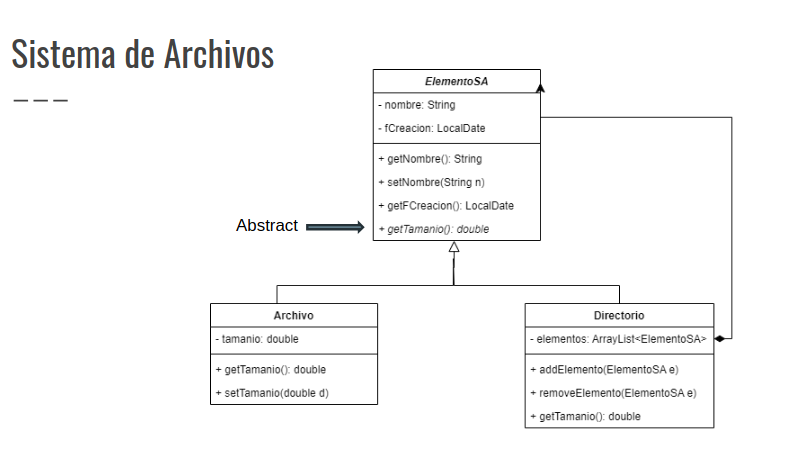 Sistema de Archivos
ElementoSA
- nombre: String
- fCreacion: LocalDate
+ getNombre(): String
+ setNombre(String n)
+ getFCreacion(): LocalDate
Abstract
+ getTamanio(): double
Archivo
- tamanio: double
+ getTamanio(): double
+ setTamanio(double d)
Directorio
- elementos: ArrayList<ElementoSA>
+ addElemento(ElementoSA e)
+ removeElemento(ElementoSA e)
+ getTamanio(): double